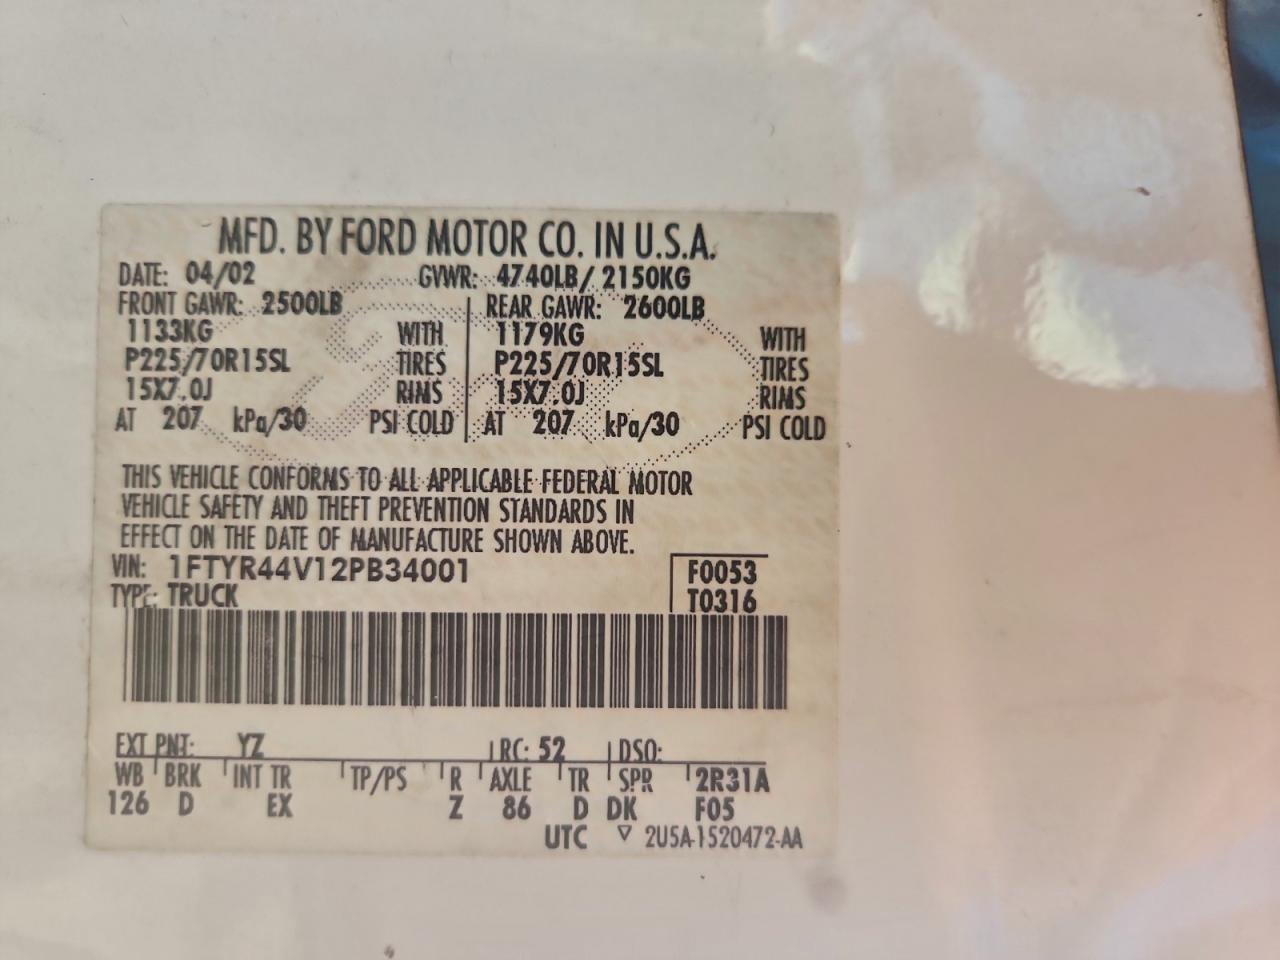 MFD. BY FORD MOTOR CO. IN U.S.A.
DATE: 04/02 GVWR: 4740LB/ 2150KG
FRONT GAWR: 2500LB REAR GAWR: 2600LB
1133KG WITH 1179KG WITH
P225/70R15SL TIRES P225/70R15SL TIRES
15X7.0J RIMS 15X7.0J RIMS
AT 207 kPa/30 PSI COLD AT 207 kPa/30 PSI COLD
THIS VEHICLE CONFORMS TO ALL APPLICABLE FEDERAL MOTOR
VEHICLE SAFETY AND THEFT PREVENTION STANDARDS IN
EFFECT ON THE DATE OF MANUFACTURE SHOWN ABOVE.
VIN: 1FTYR44V12PB34001 F0053
TYPE: TRUCK T0316
EXT PNT: YZ RC: 52 DSO:
WB BRK INT TR TP/PS R AXLE TR SPR 2R31A
126 D EX Z 86 D DK F05
UTC ▽ 2U5A-1520472-AA